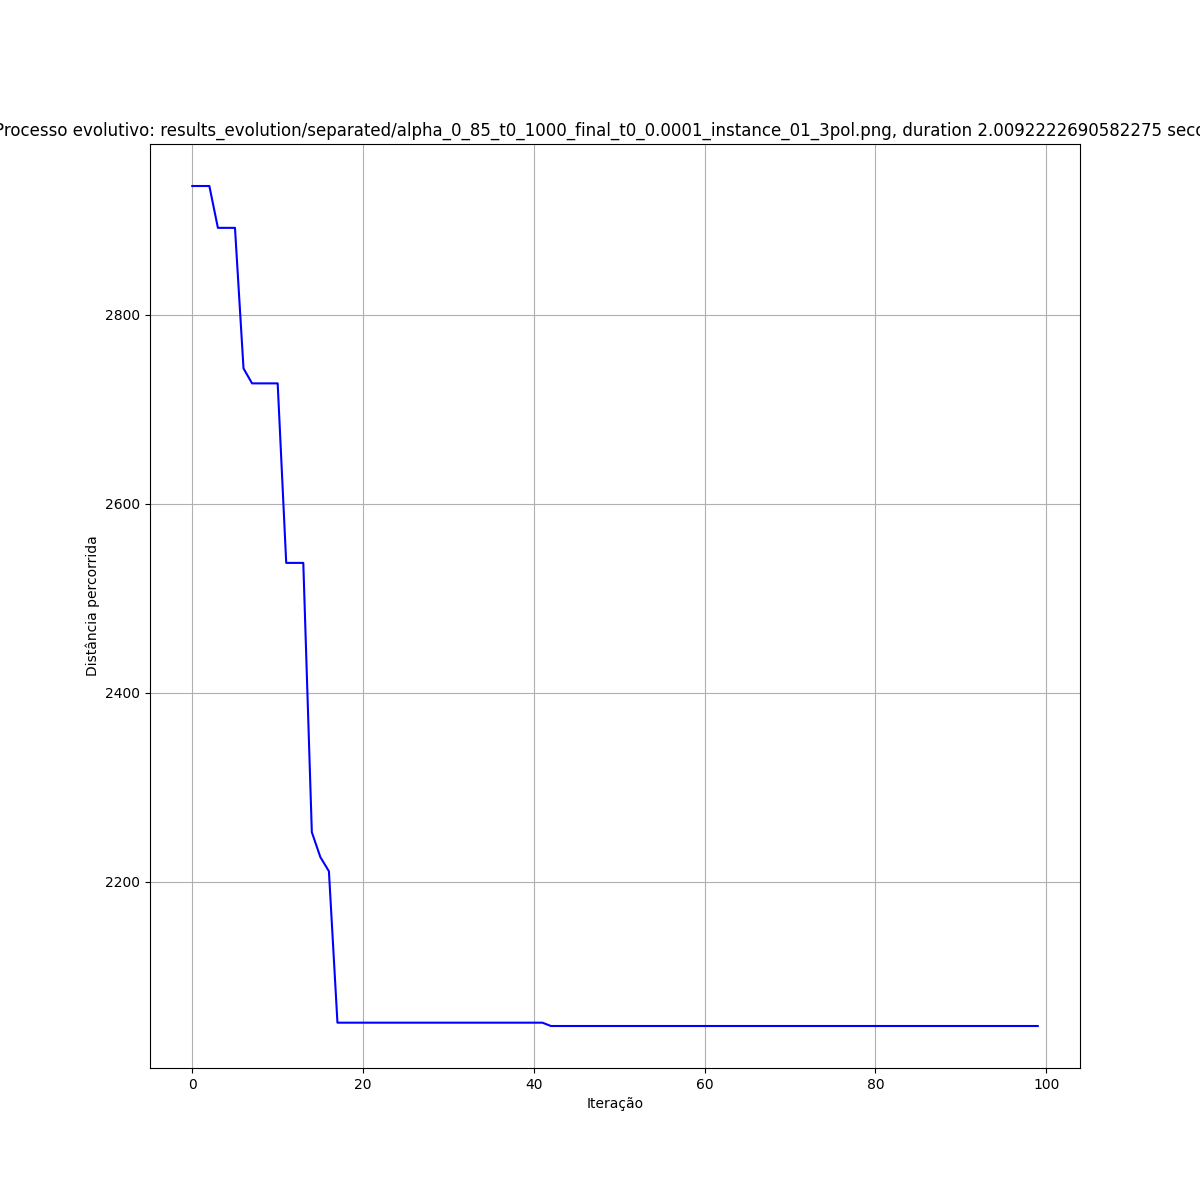 Processo evolutivo: results_evolution/separated/alpha_0_85_t0_1000_final_t0_0.0001_instance_01_3pol.png, duration 2.0092222690582275 seco
2800
2600
2400
2200
Distância percorrida
0 20 40 60 80 100
Iteração